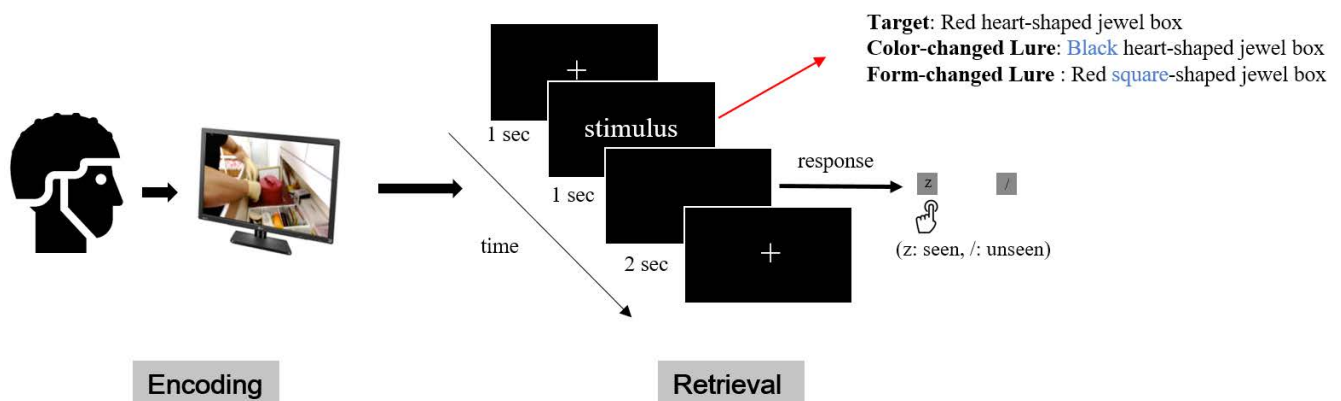 Target: Red heart-shaped jewel box
Color-changed Lure: Black heart-shaped jewel box
Form-changed Lure : Red square-shaped jewel box
1 sec
stimulus
1 sec
response
z
/
time
2 sec
(z: seen, /: unseen)
Encoding
Retrieval